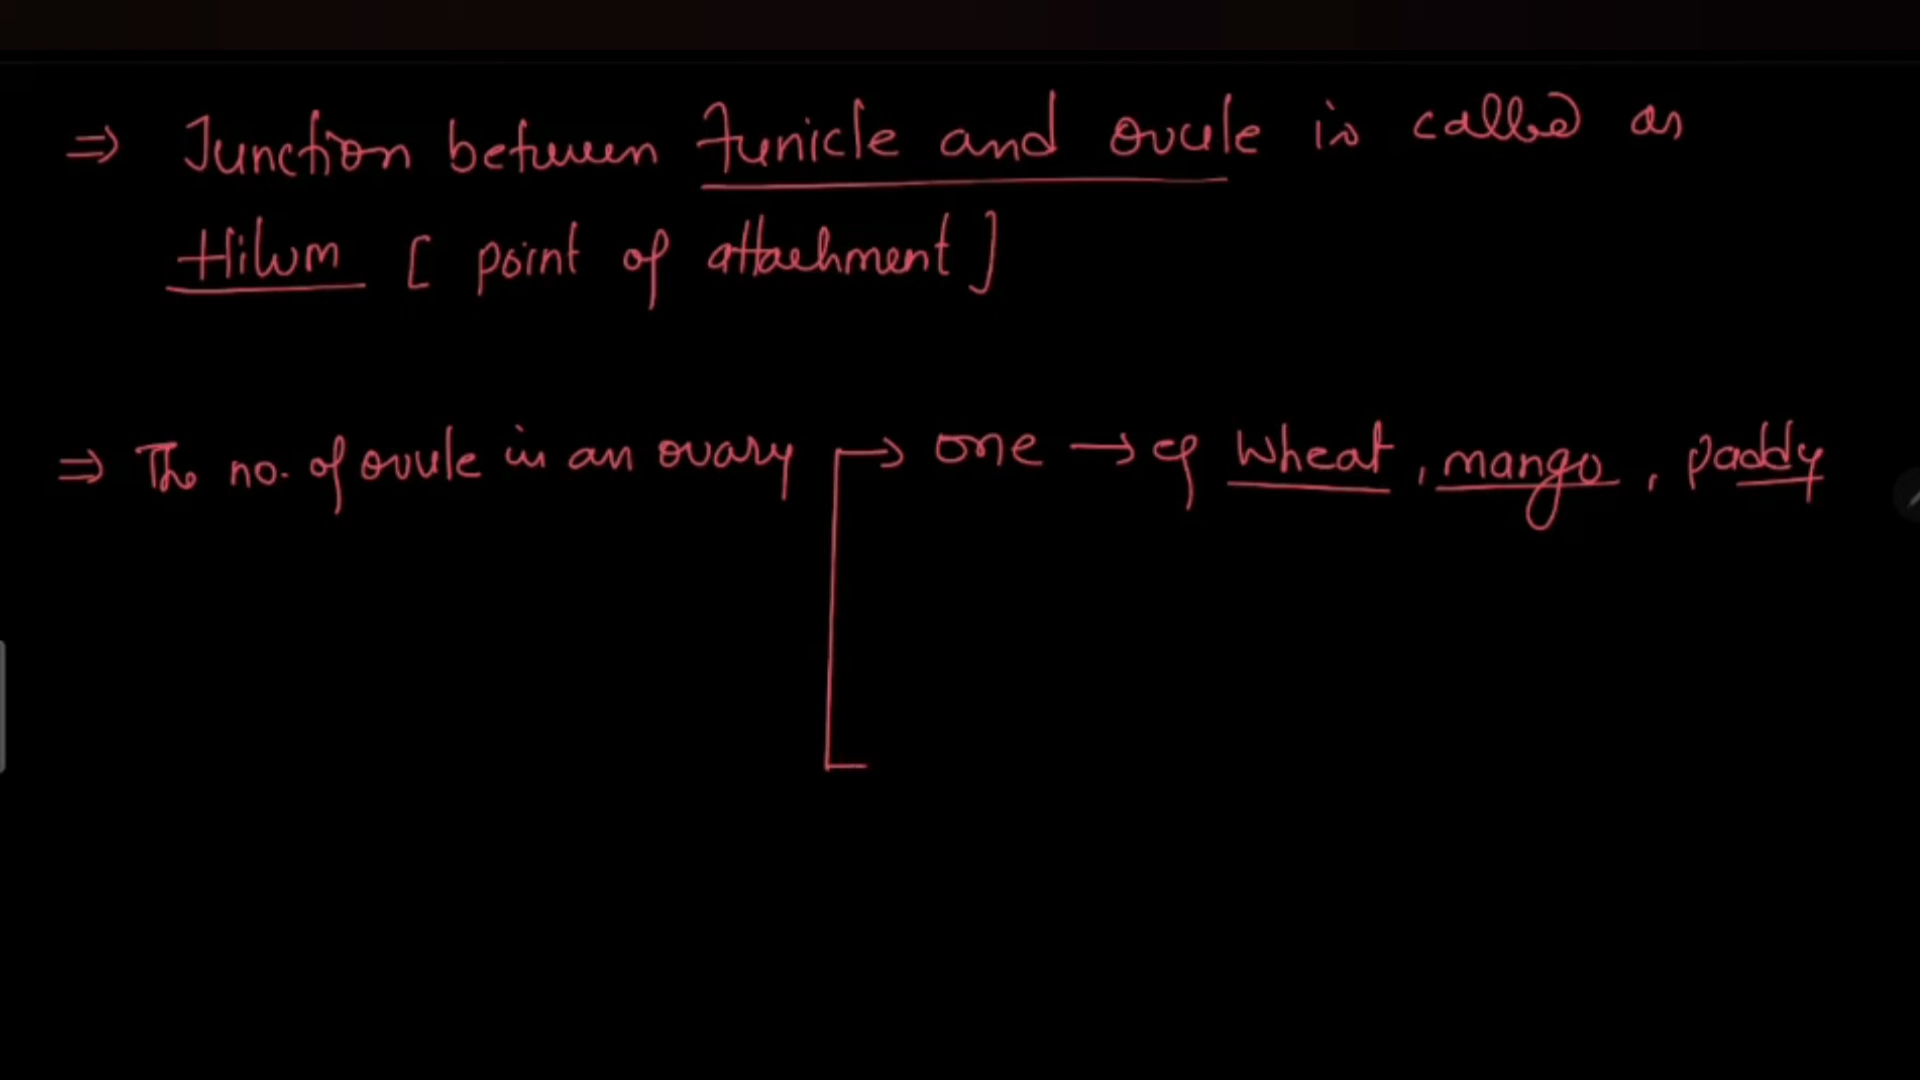 ⇒ Junction between funicle and ovule is called as
Hilum [ point of attachment ]
⇒ The no. of ovule in an ovary → one → eg wheat, mango, paddy